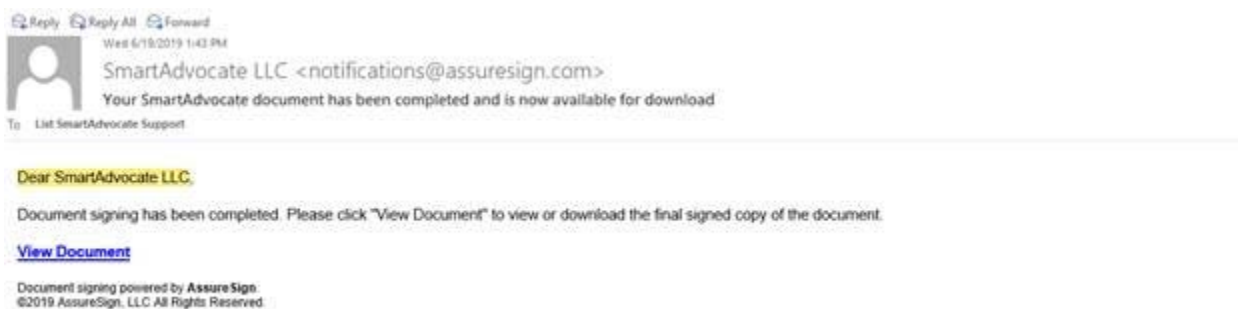 Reply Reply All Forward
Wed 6/19/2019 1:43 PM
SmartAdvocate LLC <notifications@assuresign.com>
Your SmartAdvocate document has been completed and is now available for download
To List SmartAdvocate Support
Dear SmartAdvocate LLC,
Document signing has been completed. Please click "View Document" to view or download the final signed copy of the document.
View Document
Document signing powered by AssureSign.
©2019 AssureSign, LLC All Rights Reserved.